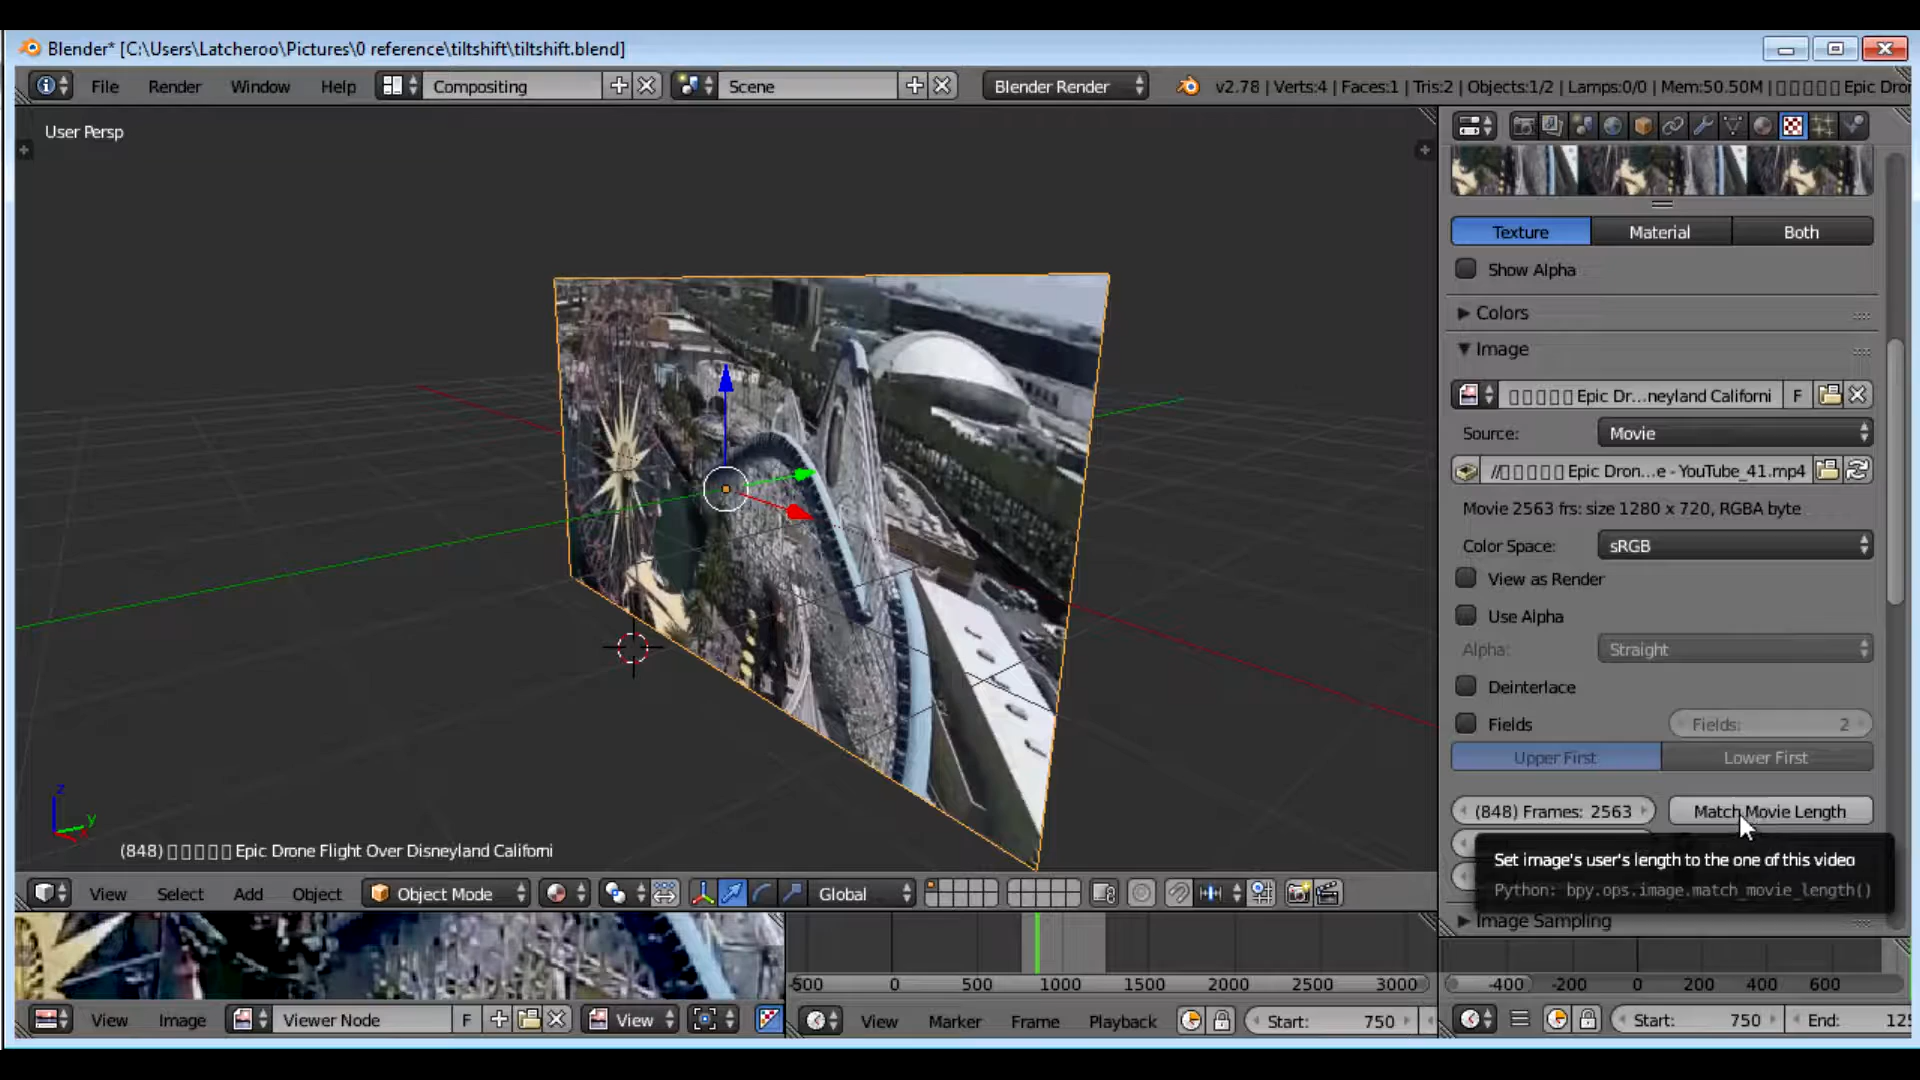 Blender* [C:\Users\Latcheroo\Pictures\0 reference\tiltshift\tiltshift.blend]
File Render Window Help Compositing Scene Blender Render v2.78 | Verts:4 | Faces:1 | Tris:2 | Objects:1/2 | Lamps:0/0 | Mem:50.50M | ▯▯▯▯▯ Epic Dro
User Persp
Texture Material Both
Show Alpha
Colors
Image
▯▯▯▯▯ Epic Dr...neyland Californi F
Source: Movie
//▯▯▯▯▯ Epic Dron...e - YouTube_41.mp4
Movie 2563 frs: size 1280 x 720, RGBA byte
Color Space: sRGB
View as Render
Use Alpha
Alpha: Straight
Deinterlace
Fields Fields: 2
Upper First Lower First
(848) Frames: 2563 Match Movie Length
Set image's user's length to the one of this video
Python: bpy.ops.image.match_movie_length()
Image Sampling
z
y
x
(848) ▯▯▯▯▯ Epic Drone Flight Over Disneyland Californi
View Select Add Object Object Mode Global
-500 0 500 1000 1500 2000 2500 3000
-400 -200 0 200 400 600
View Image Viewer Node F View
View Marker Frame Playback Start: 750
Start: 750 End: 125